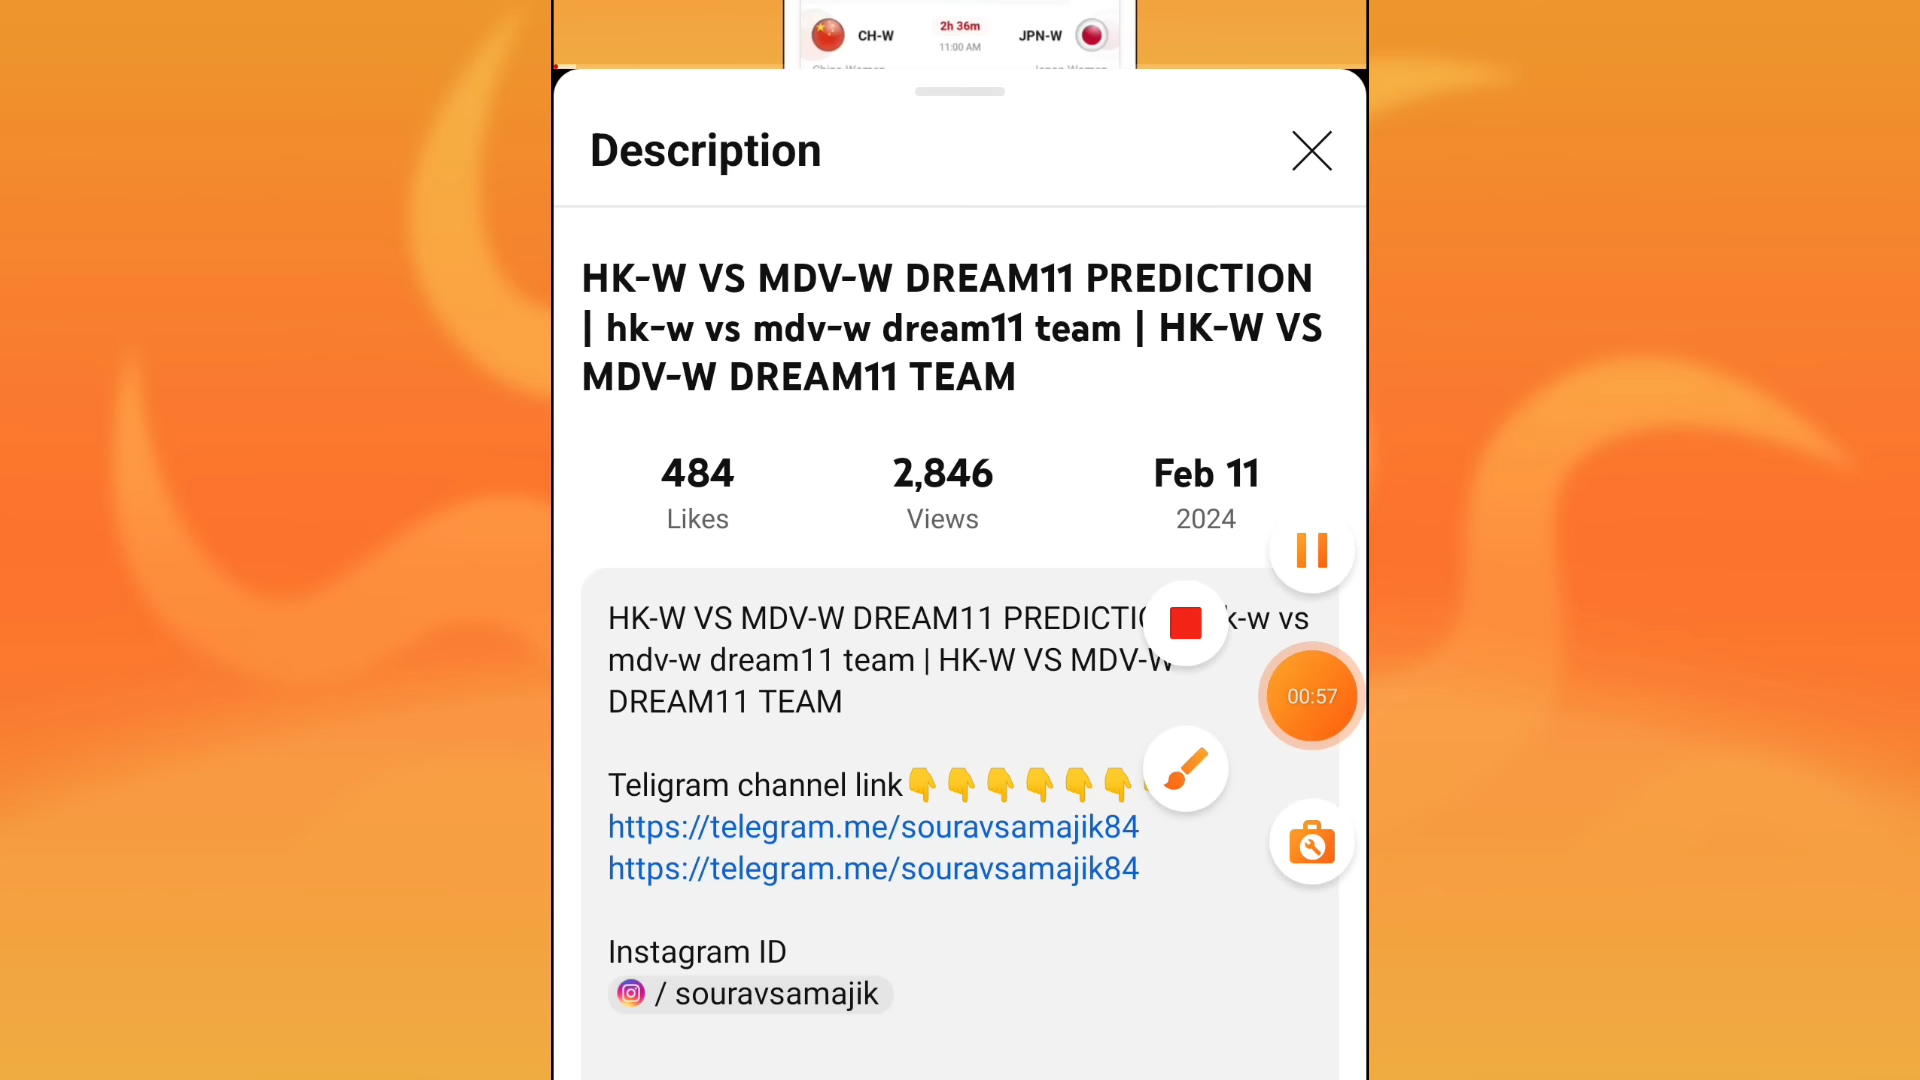 CH-W 2h 36m JPN-W
11:00 AM
Description
HK-W VS MDV-W DREAM11 PREDICTION
| hk-w vs mdv-w dream11 team | HK-W VS
MDV-W DREAM11 TEAM
484 2,846 Feb 11
Likes Views 2024
HK-W VS MDV-W DREAM11 k-w vs
mdv-w dream11 team | HK-W VS MDV-W
DREAM11 TEAM
00:57
Teligram channel link👇👇👇👇👇👇
https://telegram.me/souravsamajik84
https://telegram.me/souravsamajik84
Instagram ID
/ souravsamajik